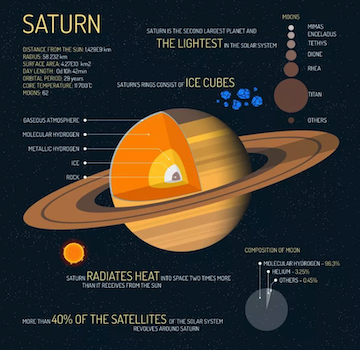 SATURN
DISTANCE FROM THE SUN: 1,429E9 km
RADIUS: 58 232 km
SURFACE AREA: 4.27E10 km2
DAY LENGTH: 0d 10h 42min
ORBITAL PERIOD: 29 years
CORE TEMPERATURE: 11 700˚C
MOONS: 62
SATURN IS THE SECOND LARGEST PLANET AND
THE LIGHTEST IN THE SOLAR SYSTEM
SATURN'S RINGS CONSIST OF ICE CUBES
MOONS
MIMAS
ENCELADUS
TETHYS
DIONE
RHEA
TITAN
OTHERS
GASEOUS ATMOSPHERE
MOLECULAR HYDROGEN
METALLIC HYDROGEN
ICE
ROCK
SATURN RADIATES HEAT INTO SPACE TWO TIMES MORE
THAN IT RECEIVES FROM THE SUN
COMPOSITION OF MOON
MOLECULAR HYDROGEN - 96.3%
HELIUM - 3.25%
OTHERS - 0.45%
MORE THAN 40% OF THE SATELLITES OF THE SOLAR SYSTEM
REVOLVES AROUND SATURN